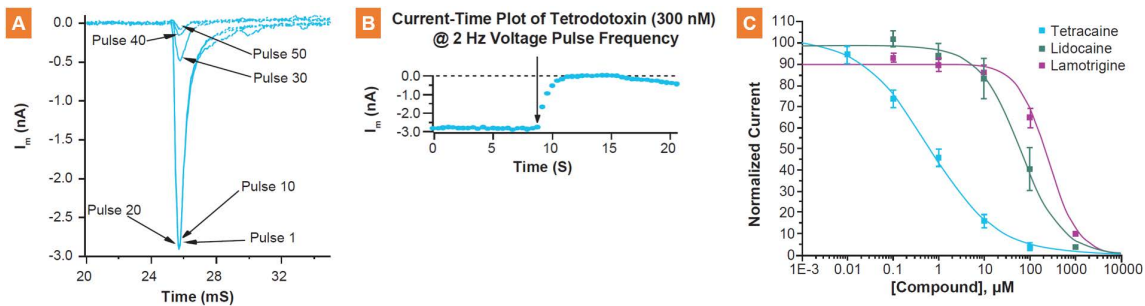 A
0.0
-0.5
-1.0
-1.5
-2.0
-2.5
-3.0
Im (nA)
Pulse 40
Pulse 50
Pulse 30
Pulse 10
Pulse 20
Pulse 1
20
24
28
32
Time (mS)
B
Current-Time Plot of Tetrodotoxin (300 nM)
@ 2 Hz Voltage Pulse Frequency
0.0
-1.0
-2.0
-3.0
Im (nA)
0
5
10
15
20
Time (S)
C
110
100
90
80
70
60
50
40
30
20
10
0
Normalized Current
Tetracaine
Lidocaine
Lamotrigine
1E-3
0.01
0.1
1
10
100
1000
10000
[Compound], µM